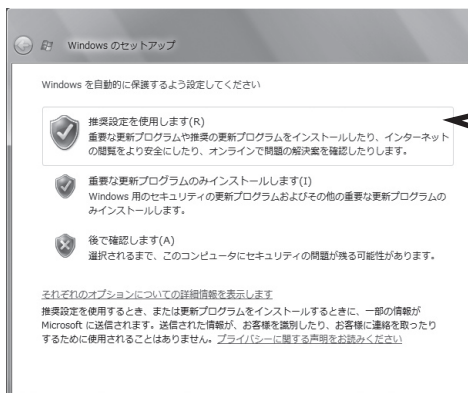 Windows のセットアップ
Windows を自動的に保護するよう設定してください
推奨設定を使用します(R)
重要な更新プログラムや推奨の更新プログラムをインストールしたり、インターネット
の閲覧をより安全にしたり、オンラインで問題の解決案を確認したりします。
重要な更新プログラムのみインストールします(I)
Windows 用のセキュリティの更新プログラムおよびその他の重要な更新プログラムの
みインストールします。
後で確認します(A)
選択されるまで、このコンピュータにセキュリティの問題が残る可能性があります。
それぞれのオプションについての詳細情報を表示します
推奨設定を使用するとき、または更新プログラムをインストールするときに、一部の情報が
Microsoft に送信されます。送信された情報が、お客様を識別したり、お客様に連絡を取ったり
するために使用されることはありません。プライバシーに関する声明をお読みください